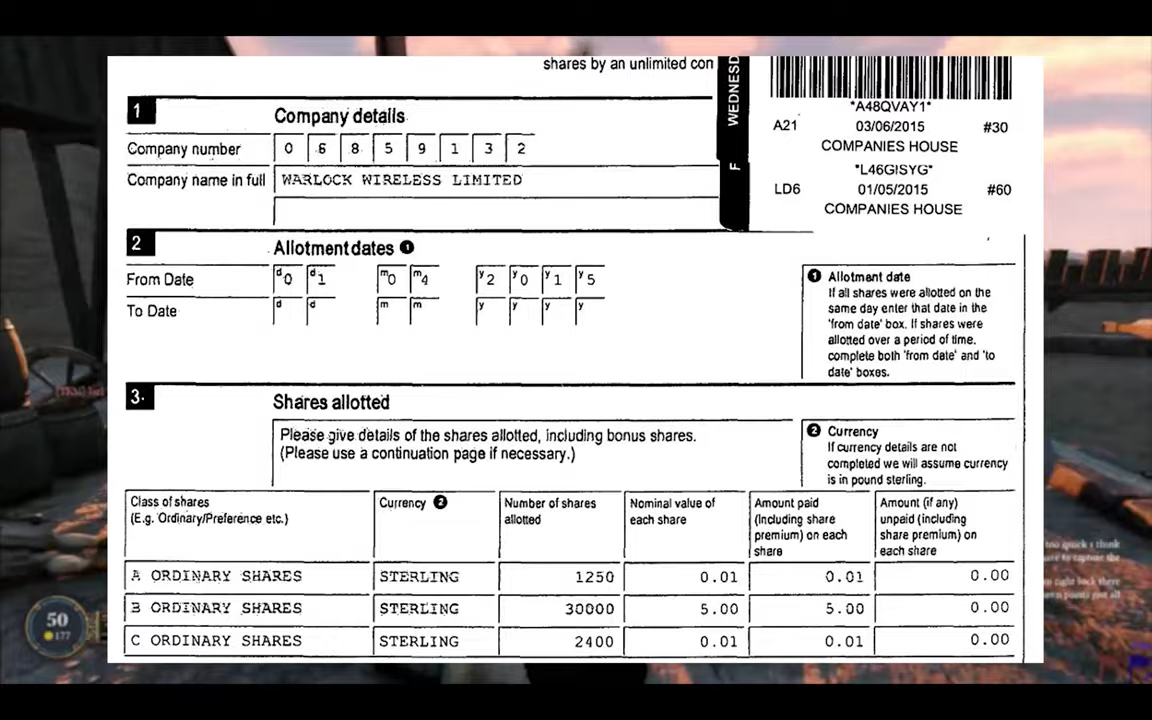 shares by an unlimited con
WEDNESD
*A48QVAY1*
A21 03/06/2015 #30
COMPANIES HOUSE
*L46GISYG*
LD6 01/05/2015 #60
COMPANIES HOUSE
1 Company details
Company number 0 6 8 5 9 1 3 2
Company name in full WARLOCK WIRELESS LIMITED
2 Allotment dates 1
From Date d0 d1 m0 m4 y2 y0 y1 y5
To Date d d m m y y y y
1 Allotment date
If all shares were allotted on the
same day enter that date in the
'from date' box. If shares were
allotted over a period of time,
complete both 'from date' and 'to
date' boxes.
3. Shares allotted
Please give details of the shares allotted, including bonus shares.
(Please use a continuation page if necessary.)
2 Currency
If currency details are not
completed we will assume currency
is in pound sterling.
Class of shares
(E.g. Ordinary/Preference etc.)
Currency 2
Number of shares
allotted
Nominal value of
each share
Amount paid
(including share
premium) on each
share
Amount (if any)
unpaid (including
share premium) on
each share
A ORDINARY SHARES STERLING 1250 0.01 0.01 0.00
B ORDINARY SHARES STERLING 30000 5.00 5.00 0.00
C ORDINARY SHARES STERLING 2400 0.01 0.01 0.00
50
177